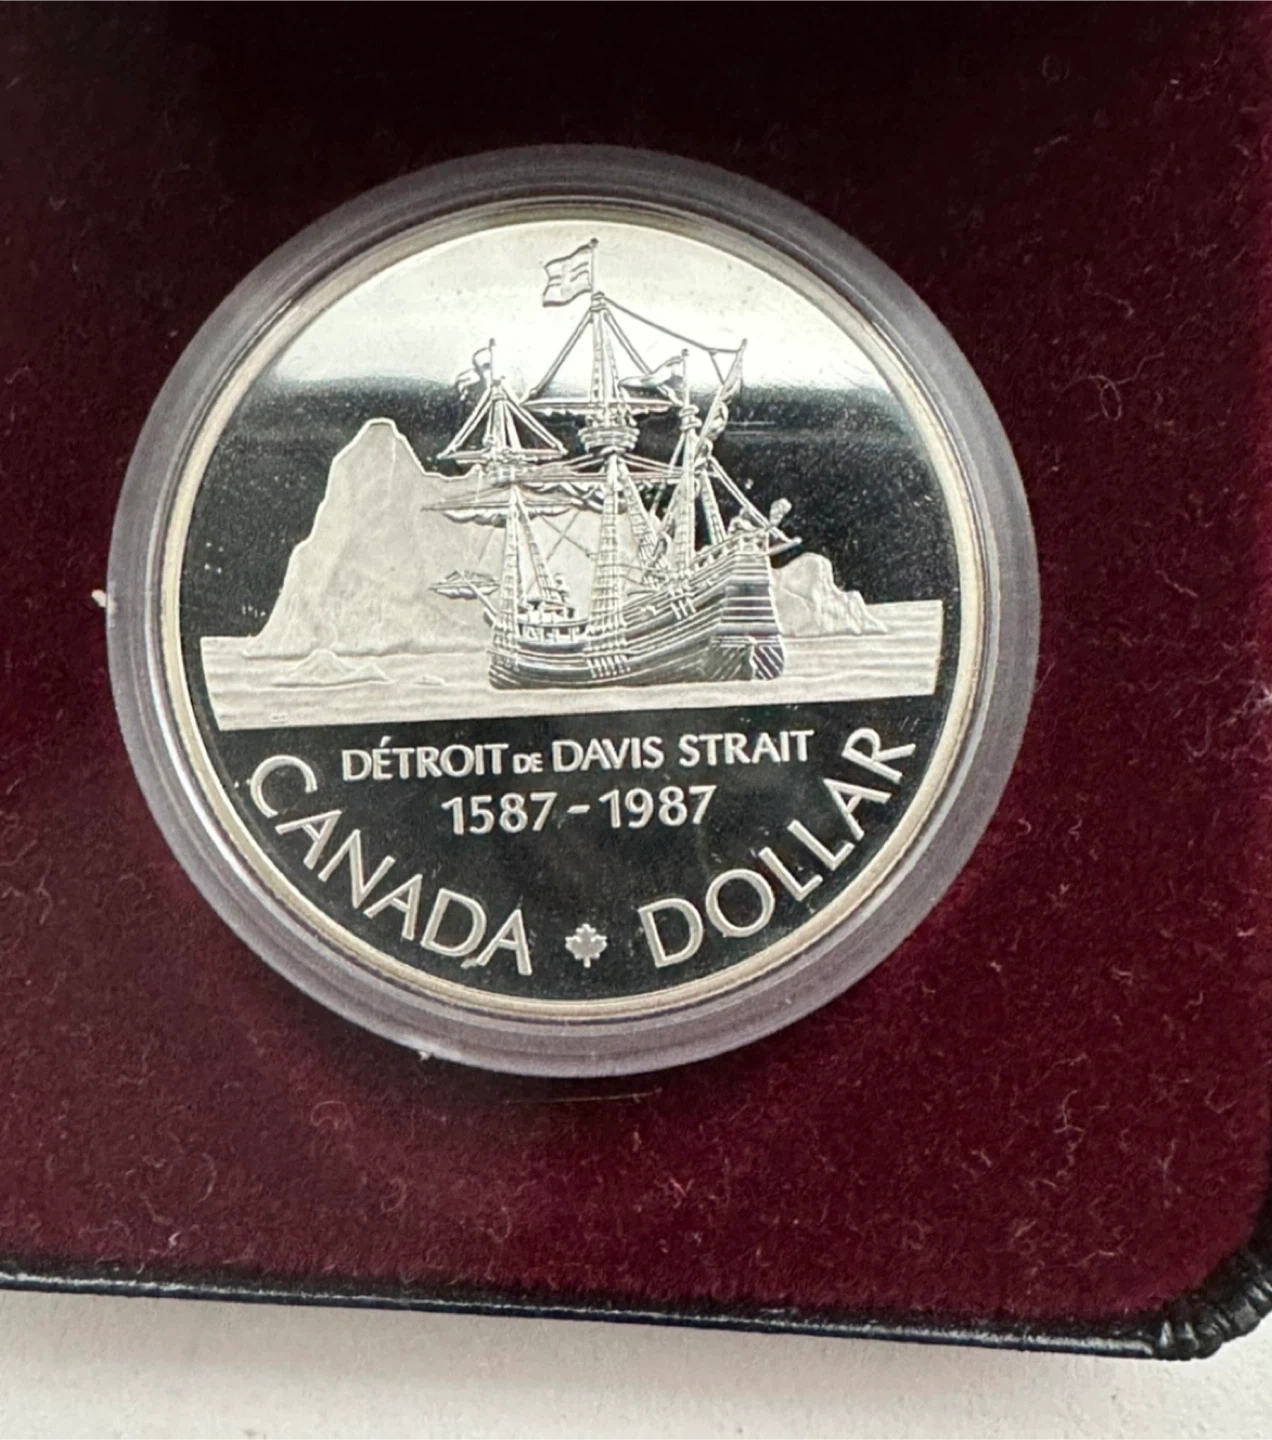 DÉTROIT DE DAVIS STRAIT
1587-1987
CANADA DOLLAR